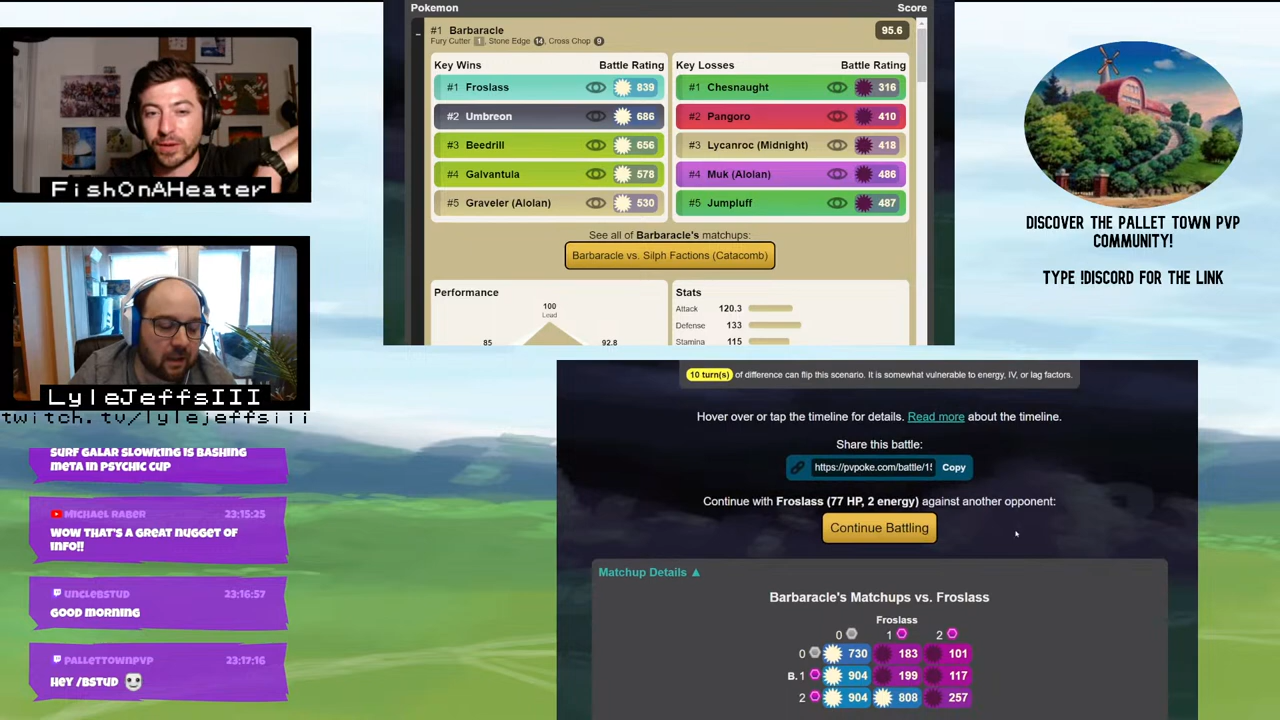 Pokemon Score
#1 Barbaracle 95.6
Fury Cutter 1, Stone Edge 14, Cross Chop 9
Key Wins Battle Rating
#1 Froslass 839
#2 Umbreon 686
#3 Beedrill 656
#4 Galvantula 578
#5 Graveler (Alolan) 530
Key Losses Battle Rating
#1 Chesnaught 316
#2 Pangoro 410
#3 Lycanroc (Midnight) 418
#4 Muk (Alolan) 486
#5 Jumpluff 487
See all of Barbaracle's matchups:
Barbaracle vs. Silph Factions (Catacomb)
Performance
100
Lead
85 92.8
Stats
Attack 120.3
Defense 133
Stamina 115
FishOnAHeater
LyleJeffsIII
twitch.tv/lylejeffsiii
SURF GALAR SLOWKING IS BASHING
META IN PSYCHIC CUP
MICHAEL RABER 23:15:25
WOW THAT'S A GREAT NUGGET OF
INFO!!
UNCLEBSTUD 23:16:57
GOOD MORNING
PALLETTOWNPVP 23:17:16
HEY /BSTUD
DISCOVER THE PALLET TOWN PVP
COMMUNITY!
TYPE !DISCORD FOR THE LINK
10 turn(s) of difference can flip this scenario. It is somewhat vulnerable to energy, IV, or lag factors.
Hover over or tap the timeline for details. Read more about the timeline.
Share this battle:
https://pvpoke.com/battle/15 Copy
Continue with Froslass (77 HP, 2 energy) against another opponent:
Continue Battling
Matchup Details ▲
Barbaracle's Matchups vs. Froslass
Froslass
0 1 2
0 730 183 101
B. 1 904 199 117
2 904 808 257